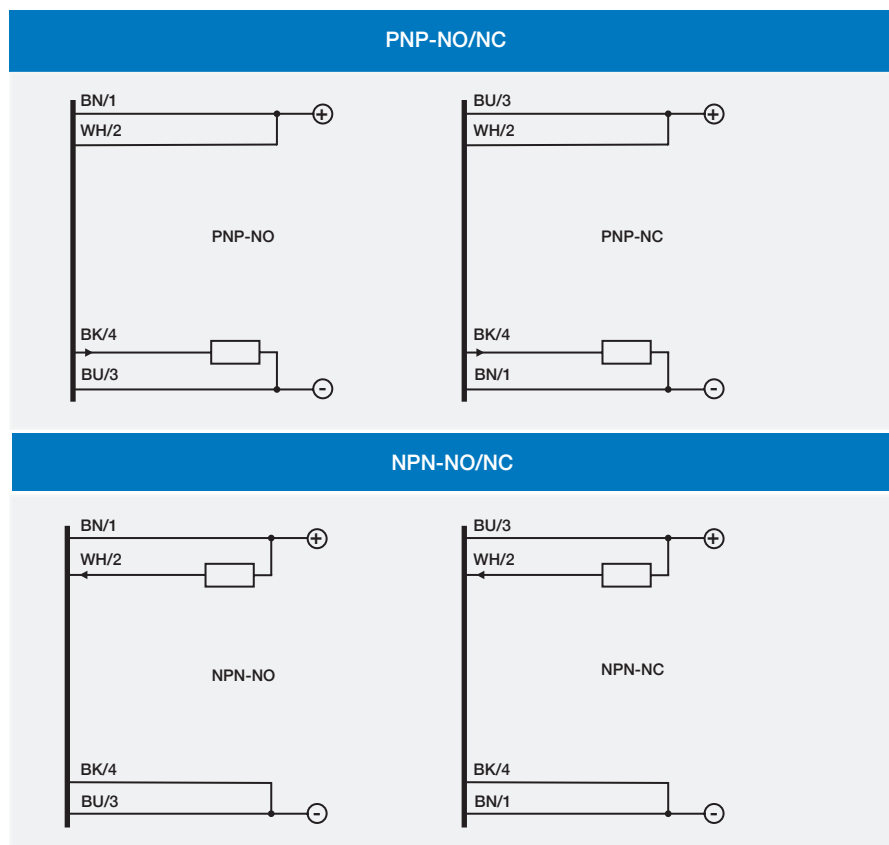 PNP-NO/NC
BN/1
WH/2
+
PNP-NO
BK/4
BU/3
-
BU/3
WH/2
+
PNP-NC
BK/4
BN/1
-
NPN-NO/NC
BN/1
WH/2
+
NPN-NO
BK/4
BU/3
-
BU/3
WH/2
+
NPN-NC
BK/4
BN/1
-